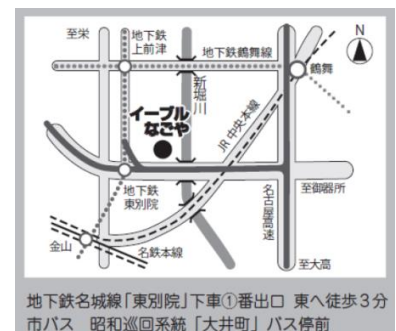 至栄
地下鉄
上前津
地下鉄鶴舞線
N
鶴舞
新堀川
イーブル
なごや
JR 中央本線
地下鉄
東別院
名古屋高速
至御器所
金山
名鉄本線
至大高
地下鉄名城線「東別院」下車①番出口 東へ徒歩3分
市バス 昭和巡回系統「大井町」バス停前